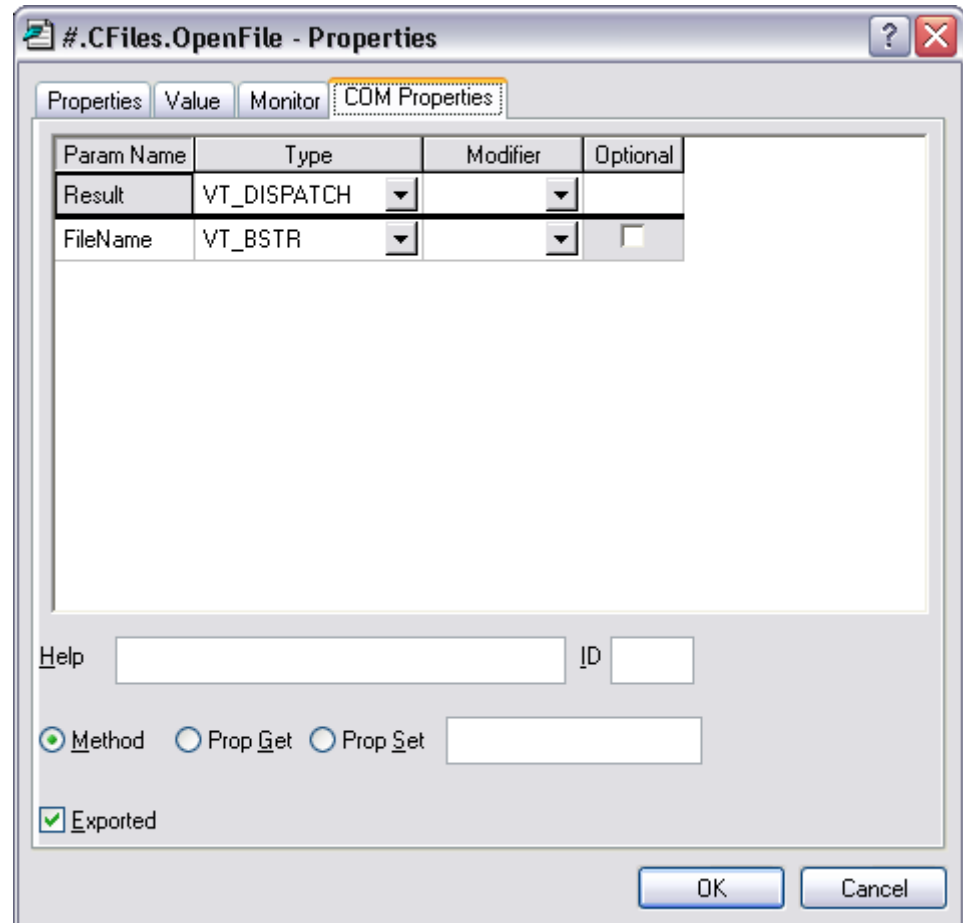 #.CFiles.OpenFile - Properties ?
Properties Value Monitor COM Properties
Param Name Type Modifier Optional
Result VT_DISPATCH
FileName VT_BSTR
Help ID
Method Prop Get Prop Set
Exported
OK Cancel